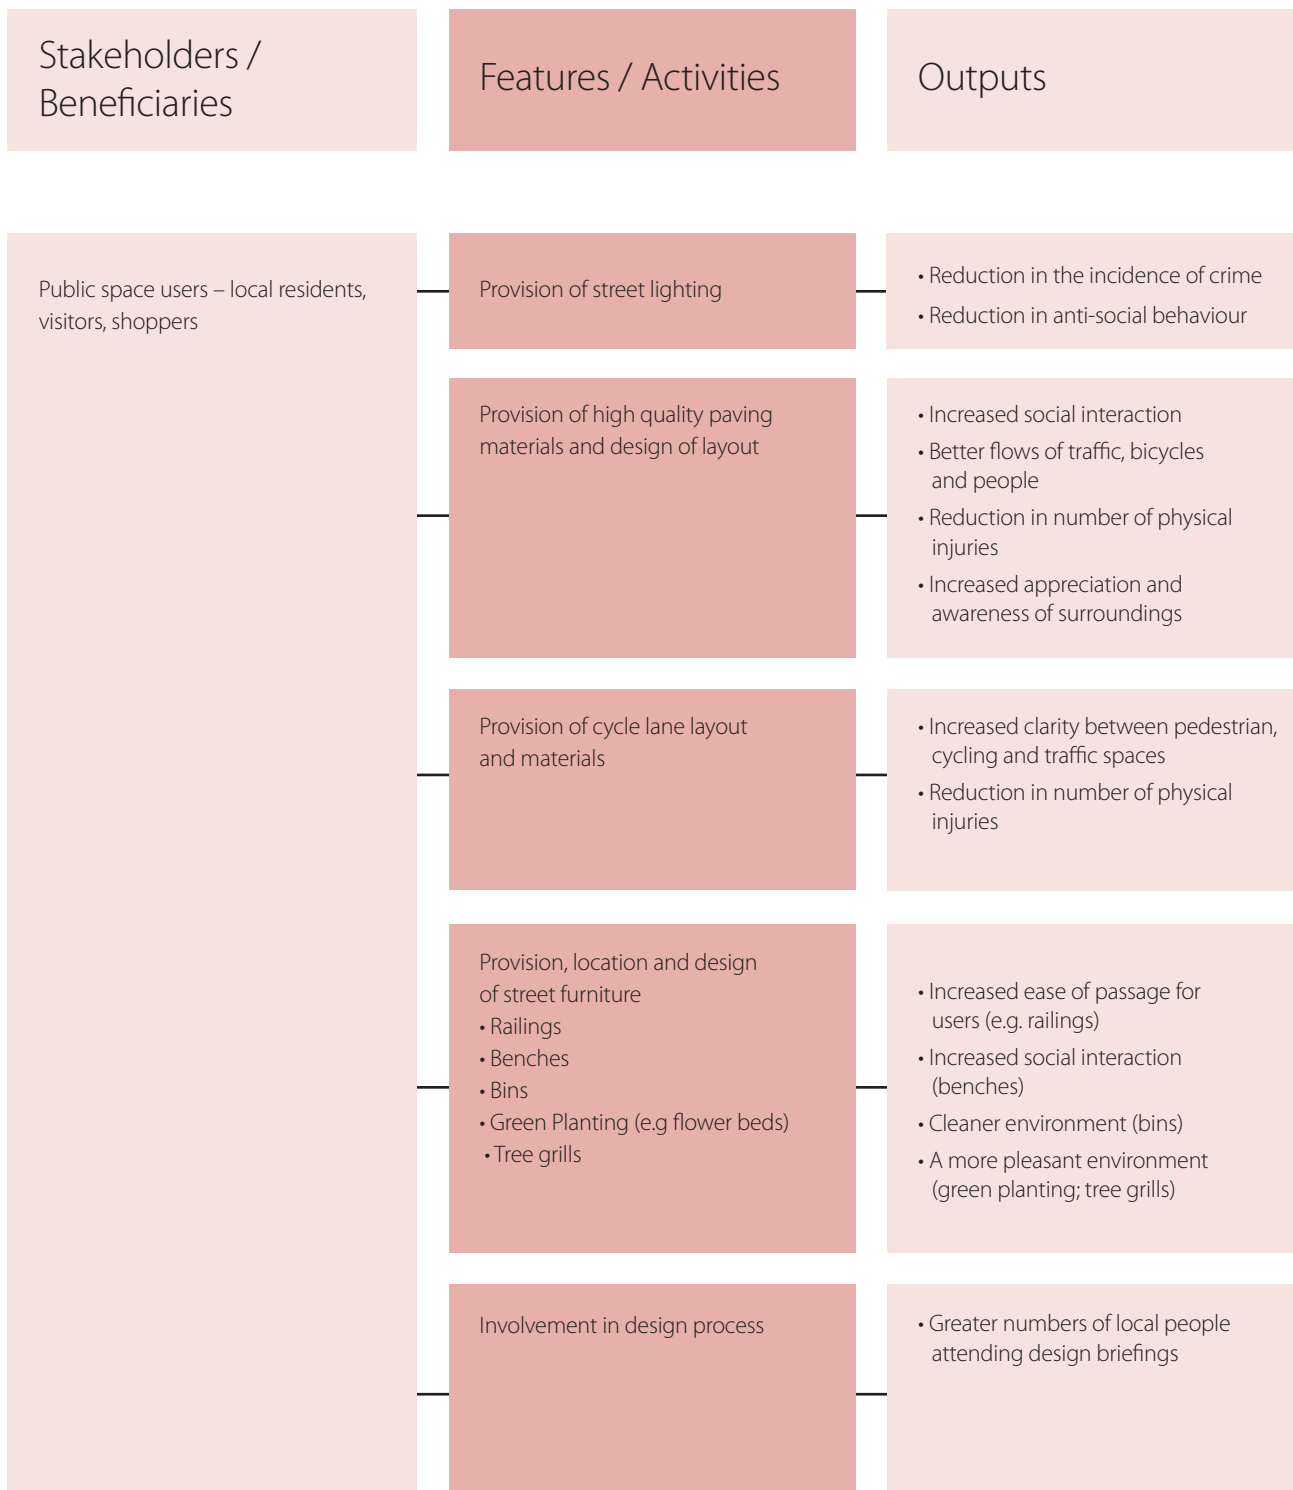 Stakeholders /
Beneficiaries
Features / Activities
Outputs
Public space users – local residents,
visitors, shoppers
Provision of street lighting
• Reduction in the incidence of crime
• Reduction in anti-social behaviour
Provision of high quality paving
materials and design of layout
• Increased social interaction
• Better flows of traffic, bicycles
and people
• Reduction in number of physical
injuries
• Increased appreciation and
awareness of surroundings
Provision of cycle lane layout
and materials
• Increased clarity between pedestrian,
cycling and traffic spaces
• Reduction in number of physical
injuries
Provision, location and design
of street furniture
• Railings
• Benches
• Bins
• Green Planting (e.g flower beds)
• Tree grills
• Increased ease of passage for
users (e.g. railings)
• Increased social interaction
(benches)
• Cleaner environment (bins)
• A more pleasant environment
(green planting; tree grills)
Involvement in design process
• Greater numbers of local people
attending design briefings